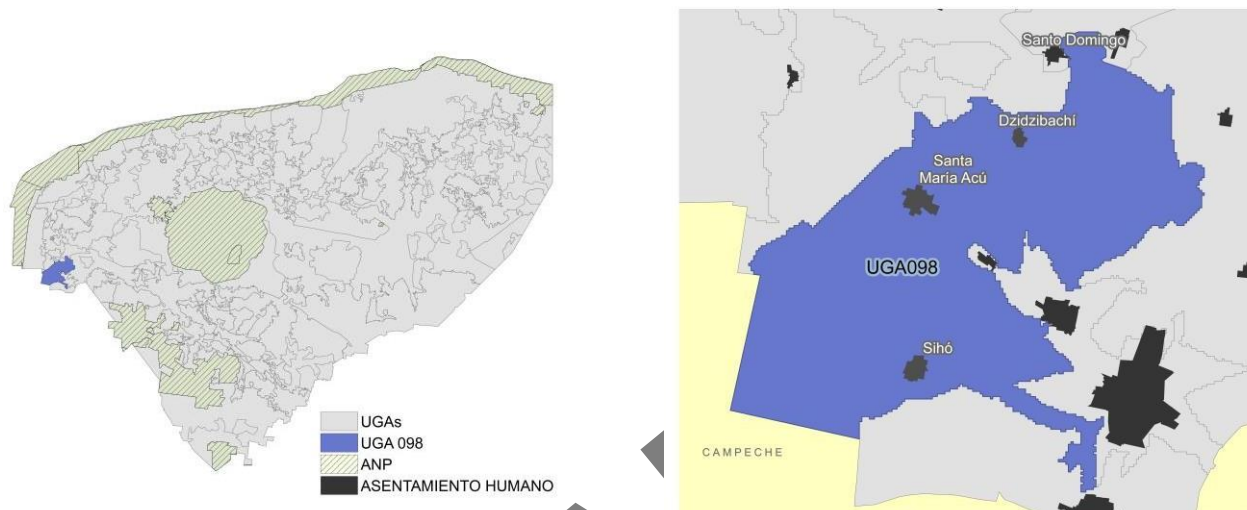 UGAs
UGA 098
ANP
ASENTAMIENTO HUMANO
Santo Domingo
Dzidzibachí
Santa
María Acú
UGA098
Sihó
CAMPECHE